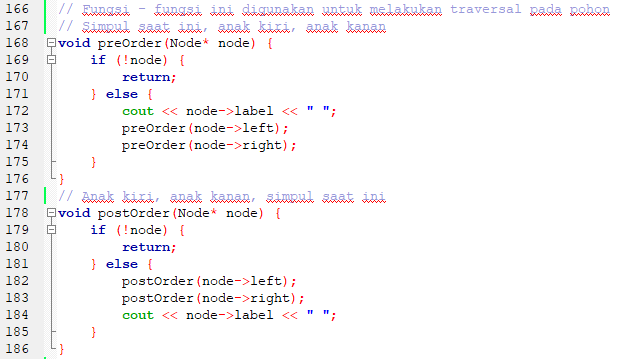 166 // Fungsi - fungsi ini digunakan untuk melakukan traversal pada pohon
167 // Simpul saat ini, anak kiri, anak kanan
168 void preOrder(Node* node) {
169 if (!node) {
170 return;
171 } else {
172 cout << node->label << " ";
173 preOrder(node->left);
174 preOrder(node->right);
175 }
176 }
177 // Anak kiri, anak kanan, simpul saat ini
178 void postOrder(Node* node) {
179 if (!node) {
180 return;
181 } else {
182 postOrder(node->left);
183 postOrder(node->right);
184 cout << node->label << " ";
185 }
186 }